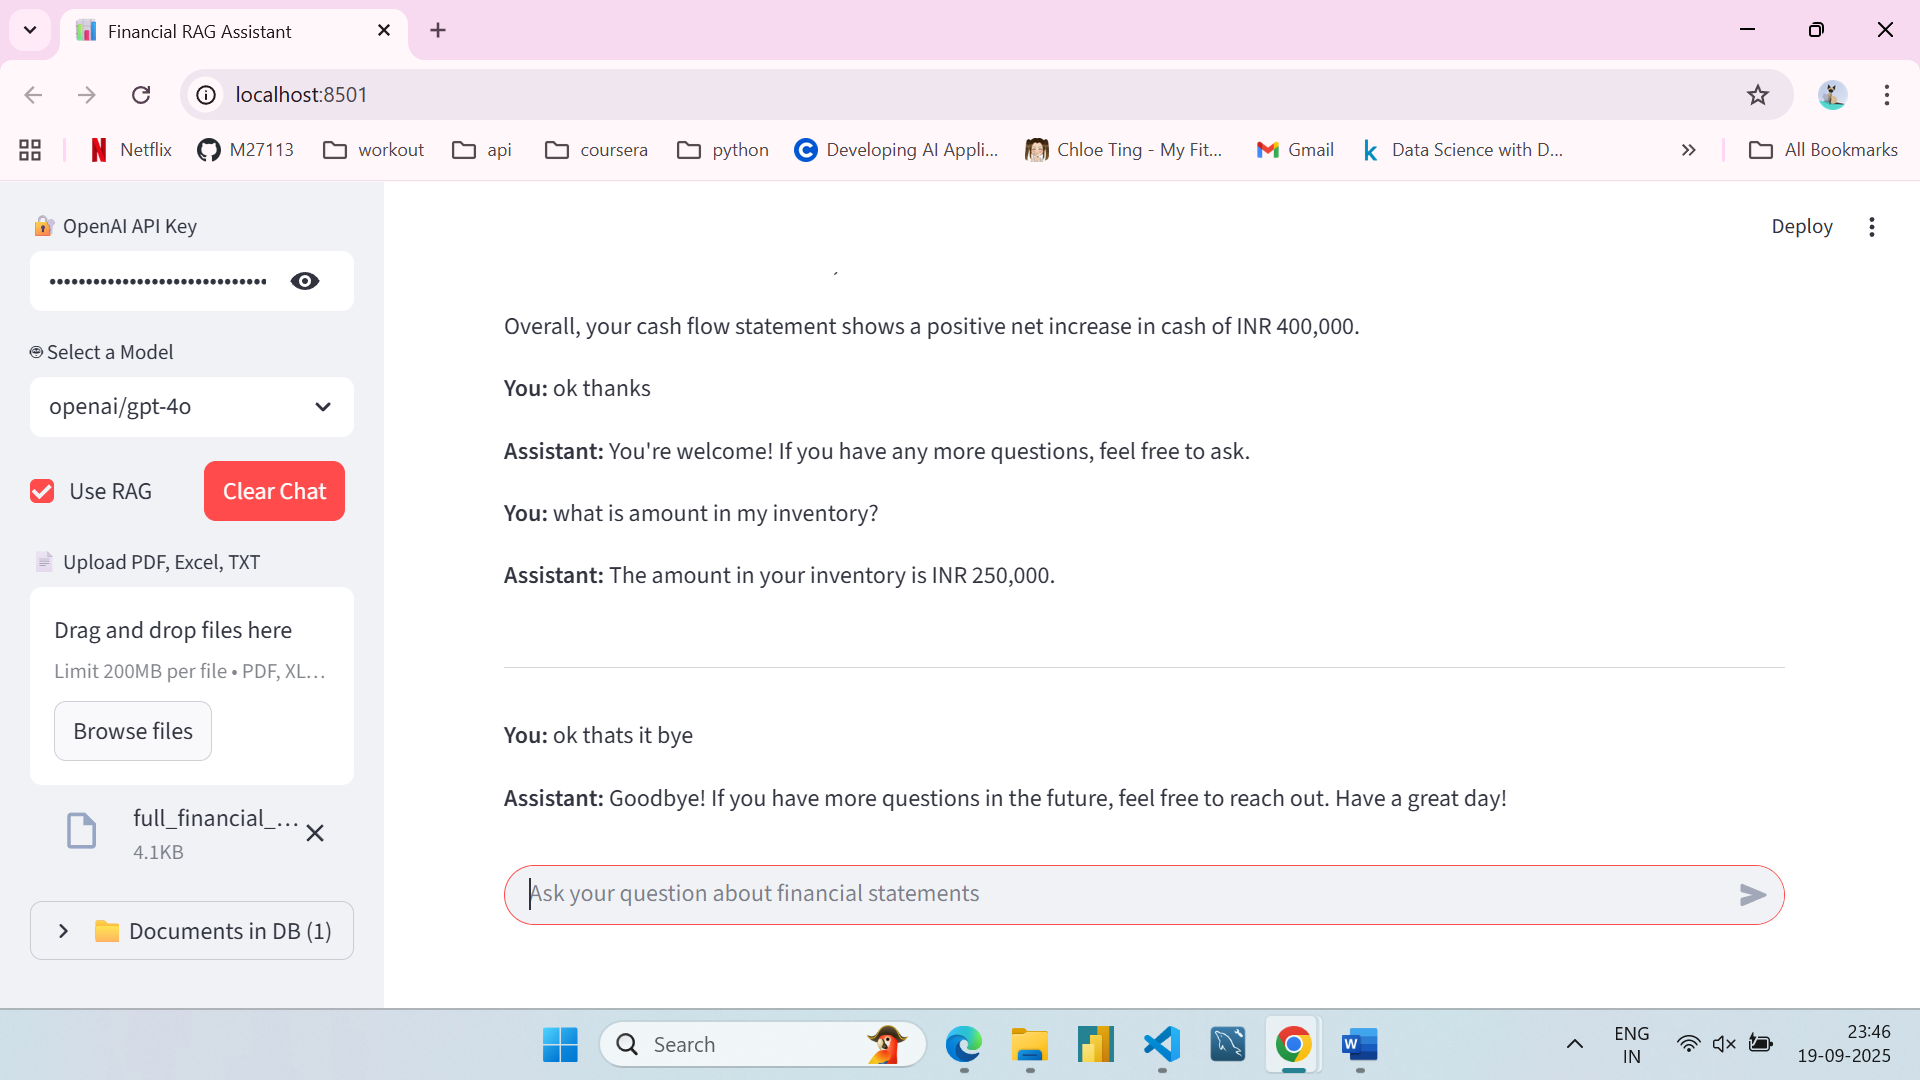 Financial RAG Assistant
localhost:8501
Netflix
M27113
workout
api
coursera
python
Developing AI Appli...
Chloe Ting - My Fit...
Gmail
Data Science with D...
All Bookmarks
OpenAI API Key
Select a Model
openai/gpt-4o
Use RAG
Clear Chat
Upload PDF, Excel, TXT
Drag and drop files here
Limit 200MB per file • PDF, XL...
Browse files
full_financial_...
4.1KB
Documents in DB (1)
Deploy
Overall, your cash flow statement shows a positive net increase in cash of INR 400,000.
You: ok thanks
Assistant: You're welcome! If you have any more questions, feel free to ask.
You: what is amount in my inventory?
Assistant: The amount in your inventory is INR 250,000.
You: ok thats it bye
Assistant: Goodbye! If you have more questions in the future, feel free to reach out. Have a great day!
Ask your question about financial statements
Search
ENG
IN
23:46
19-09-2025